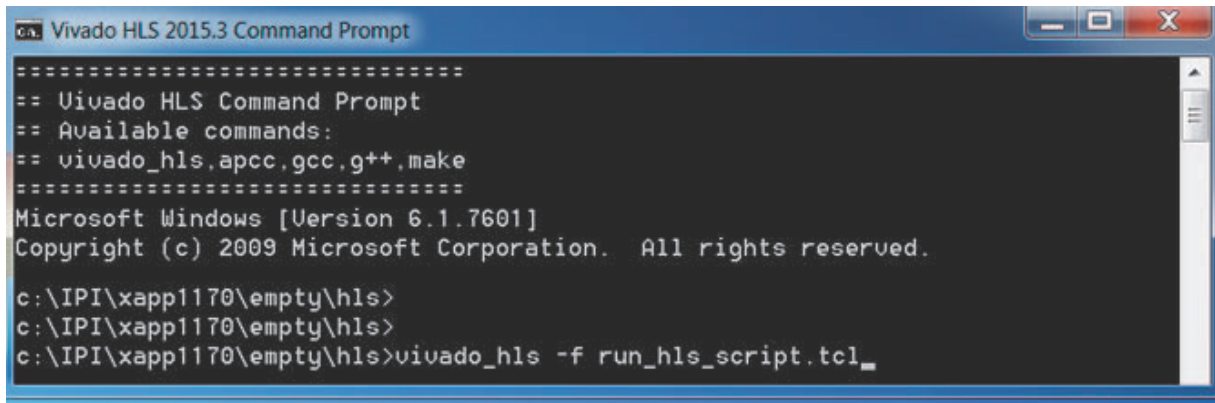 Vivado HLS 2015.3 Command Prompt
================================
== Vivado HLS Command Prompt
== Available commands:
== vivado_hls,apcc,gcc,g++,make
================================
Microsoft Windows [Version 6.1.7601]
Copyright (c) 2009 Microsoft Corporation.  All rights reserved.
c:\IPI\xapp1170\empty\hls>
c:\IPI\xapp1170\empty\hls>
c:\IPI\xapp1170\empty\hls>vivado_hls -f run_hls_script.tcl_